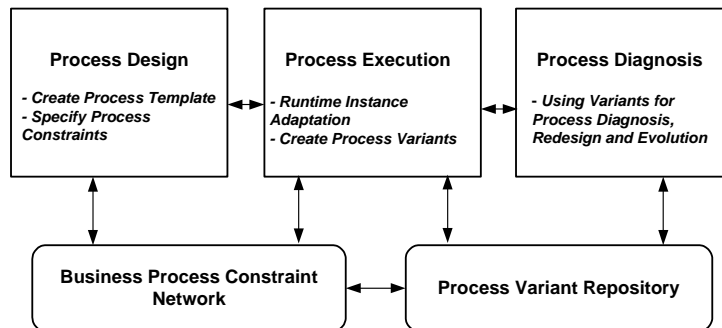 Process Design
- Create Process Template
- Specify Process
Constraints
Process Execution
- Runtime Instance
Adaptation
- Create Process Variants
Process Diagnosis
- Using Variants for
Process Diagnosis,
Redesign and Evolution
Business Process Constraint
Network
Process Variant Repository